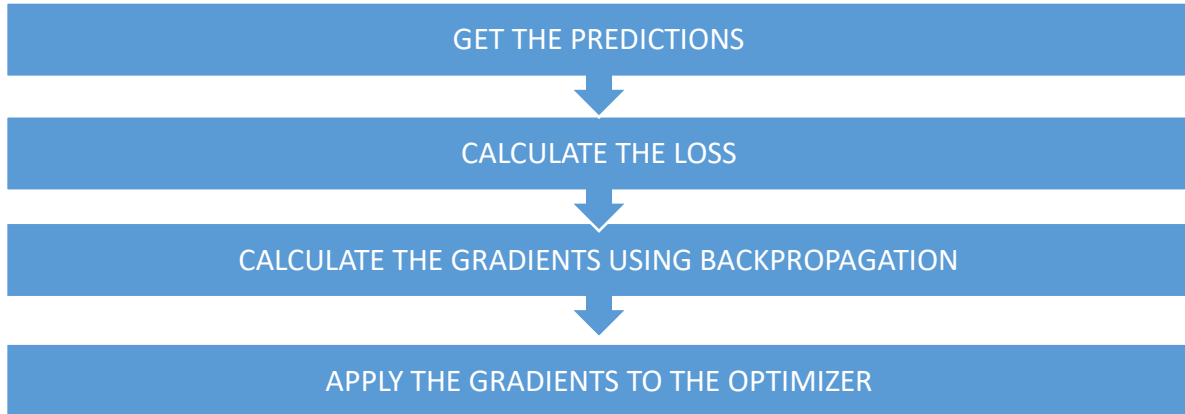 GET THE PREDICTIONS
CALCULATE THE LOSS
CALCULATE THE GRADIENTS USING BACKPROPAGATION
APPLY THE GRADIENTS TO THE OPTIMIZER